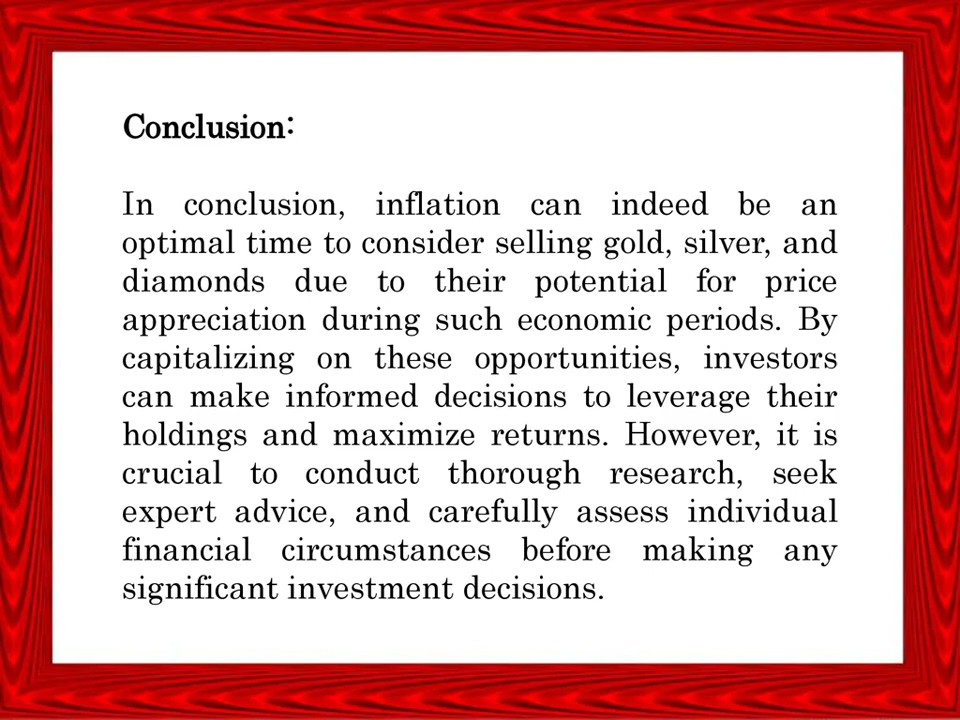 Conclusion:
In conclusion, inflation can indeed be an
optimal time to consider selling gold, silver, and
diamonds due to their potential for price
appreciation during such economic periods. By
capitalizing on these opportunities, investors
can make informed decisions to leverage their
holdings and maximize returns. However, it is
crucial to conduct thorough research, seek
expert advice, and carefully assess individual
financial circumstances before making any
significant investment decisions.